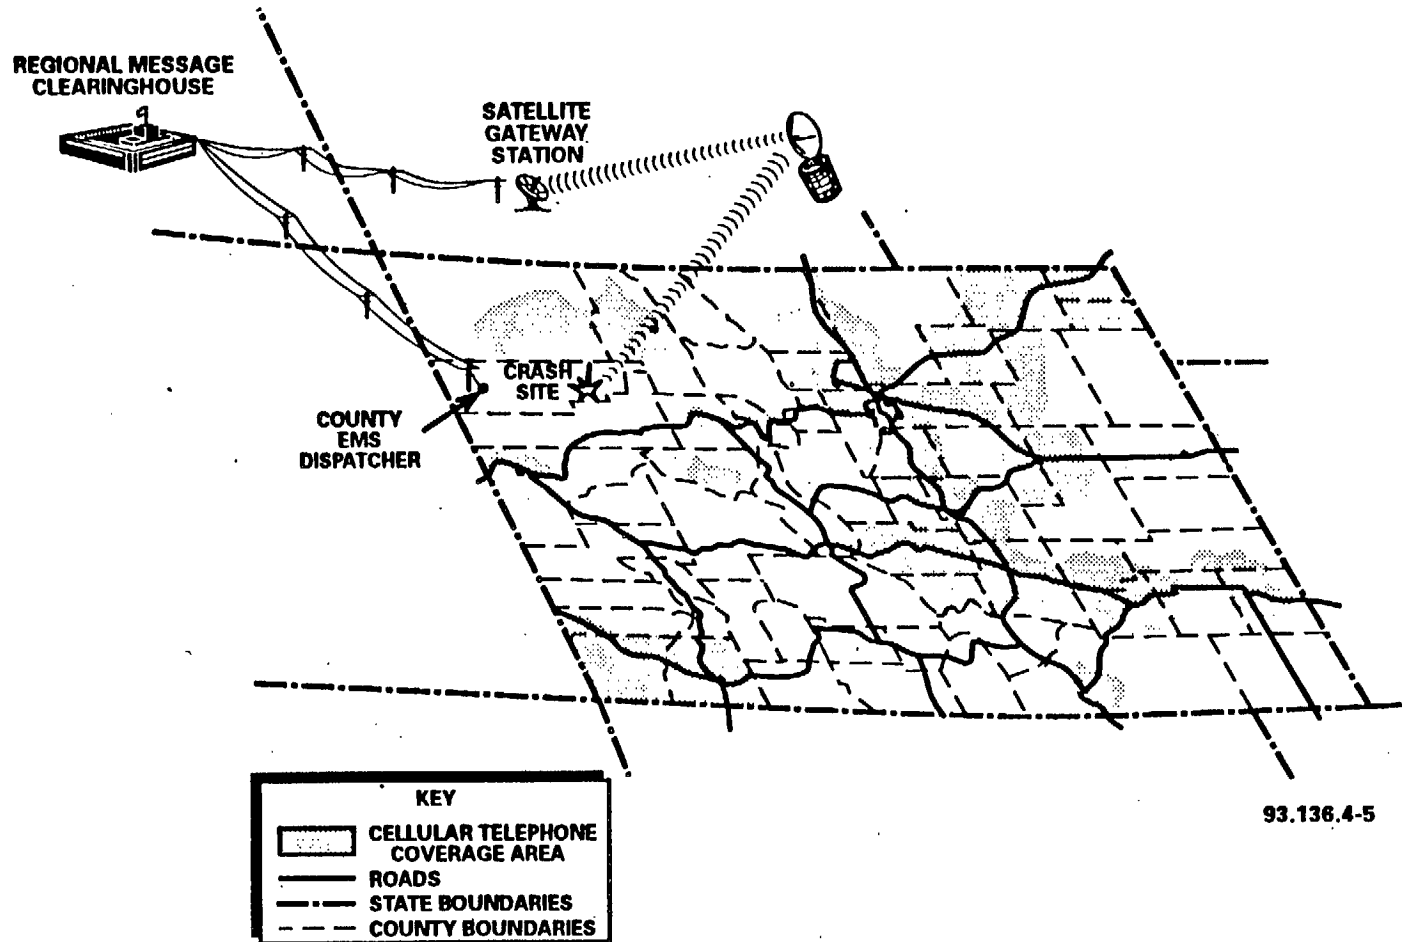 REGIONAL MESSAGE
CLEARINGHOUSE
SATELLITE
GATEWAY
STATION
CRASH
SITE
COUNTY
EMS
DISPATCHER
KEY
CELLULAR TELEPHONE
COVERAGE AREA
ROADS
STATE BOUNDARIES
COUNTY BOUNDARIES
93.136.4-5